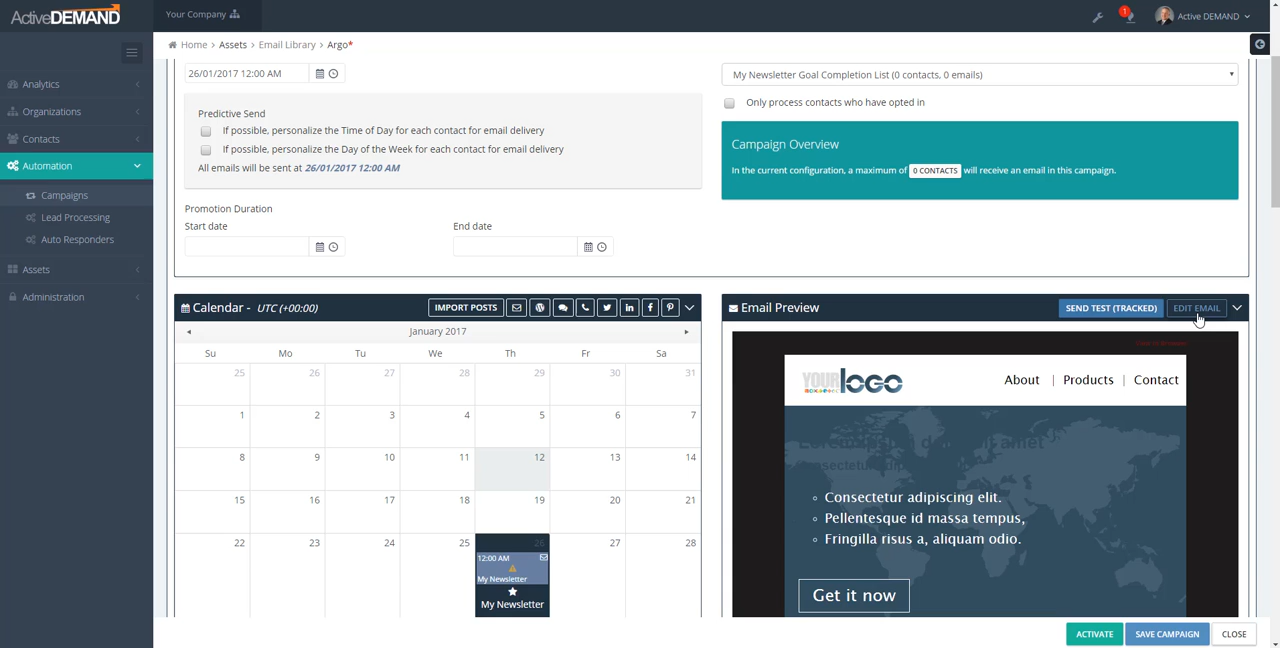 ActiveDEMAND
Your Company
1
Active DEMAND
Home > Assets > Email Library > Argo*
Analytics
Organizations
Contacts
Automation
Campaigns
Lead Processing
Auto Responders
Assets
Administration
26/01/2017 12:00 AM
Predictive Send
If possible, personalize the Time of Day for each contact for email delivery
If possible, personalize the Day of the Week for each contact for email delivery
All emails will be sent at 26/01/2017 12:00 AM
Promotion Duration
Start date
End date
My Newsletter Goal Completion List (0 contacts, 0 emails)
Only process contacts who have opted in
Campaign Overview
In the current configuration, a maximum of 0 CONTACTS will receive an email in this campaign.
Calendar - UTC (+00:00)
IMPORT POSTS
January 2017
Su Mo Tu We Th Fr Sa
25 26 27 28 29 30 31
1 2 3 4 5 6 7
8 9 10 11 12 13 14
15 16 17 18 19 20 21
22 23 24 25 26 27 28
12:00 AM
My Newsletter
My Newsletter
Email Preview
SEND TEST (TRACKED)
EDIT EMAIL
YOUR logo
About | Products | Contact
Consectetur adipiscing elit.
Pellentesque id massa tempus,
Fringilla risus a, aliquam odio.
Get it now
ACTIVATE
SAVE CAMPAIGN
CLOSE